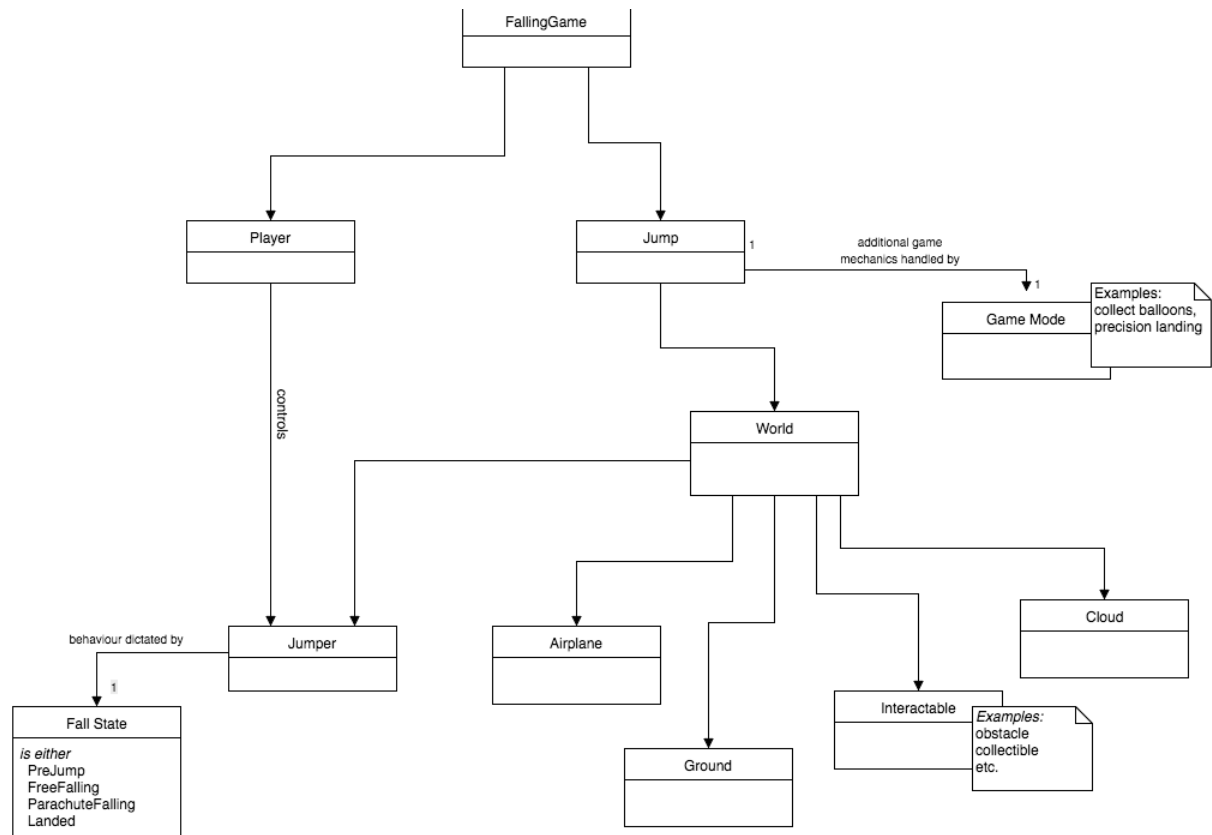 FallingGame
Player
Jump
1
additional game
mechanics handled by
1
Game Mode
Examples:
collect balloons,
precision landing
controls
World
behaviour dictated by
1
Jumper
Airplane
Cloud
Fall State
is either
PreJump
FreeFalling
ParachuteFalling
Landed
Ground
Interactable
Examples:
obstacle
collectible
etc.